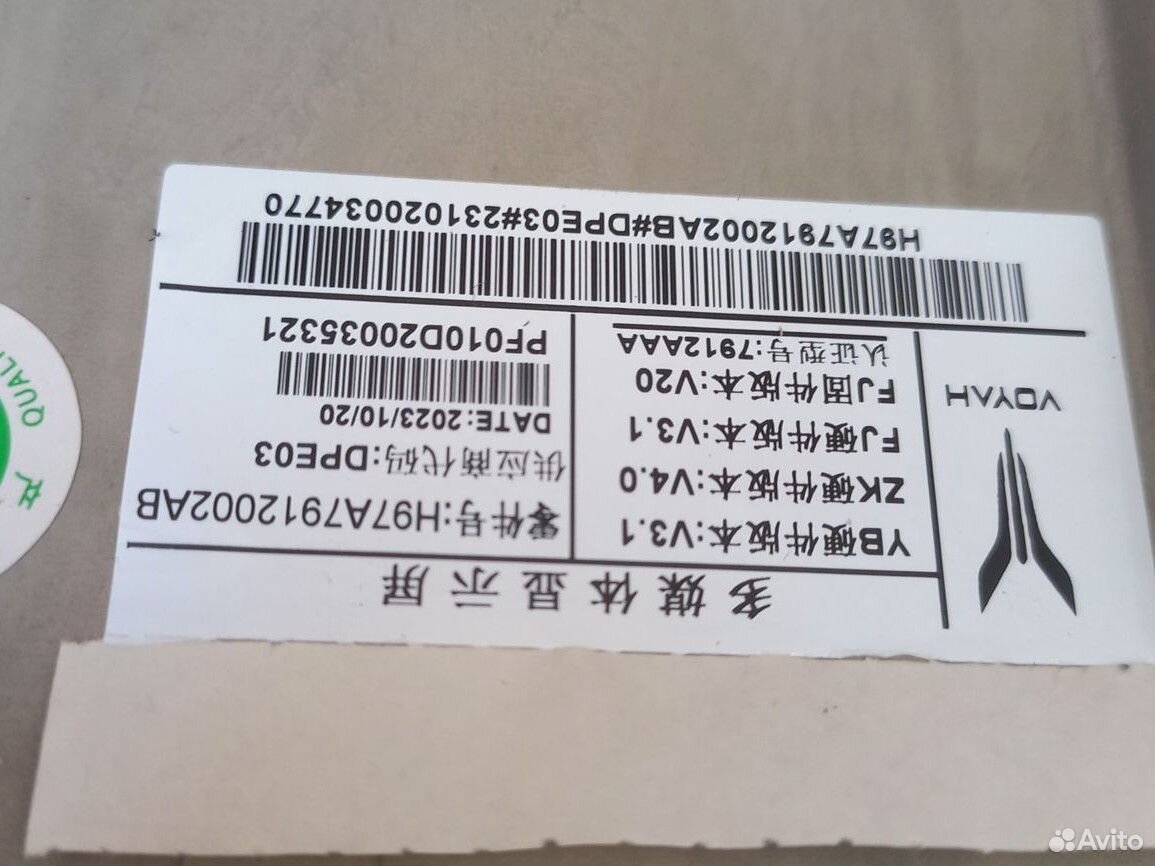 多媒体显示屏
VOYAH
YB硬件版本:V3.1
ZK硬件版本:V4.0
FJ硬件版本:V3.1
FJ固件版本:V20
认证型号:7912AAA
零件号:H97A7912002AB
供应商代码:DPE03
DATE:2023/10/20
PF010D20035321
H97A7912002AB#DPE03#2310200034770
QUALI
Avito